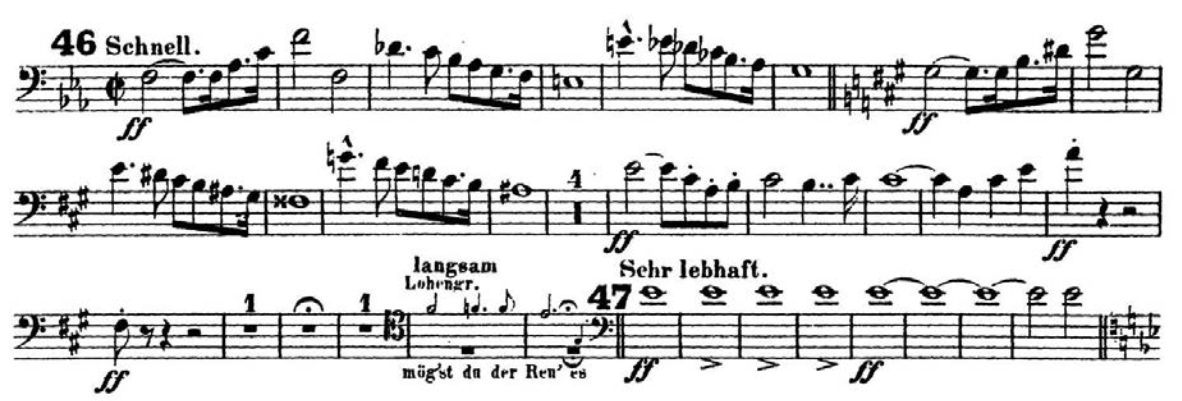 46 Schnell.
ff
ff
4
ff
ff
langsam
Sehr lebhaft.
Lohengr.
47
1
1
mög'st du der Reu' es
ff
ff
ff